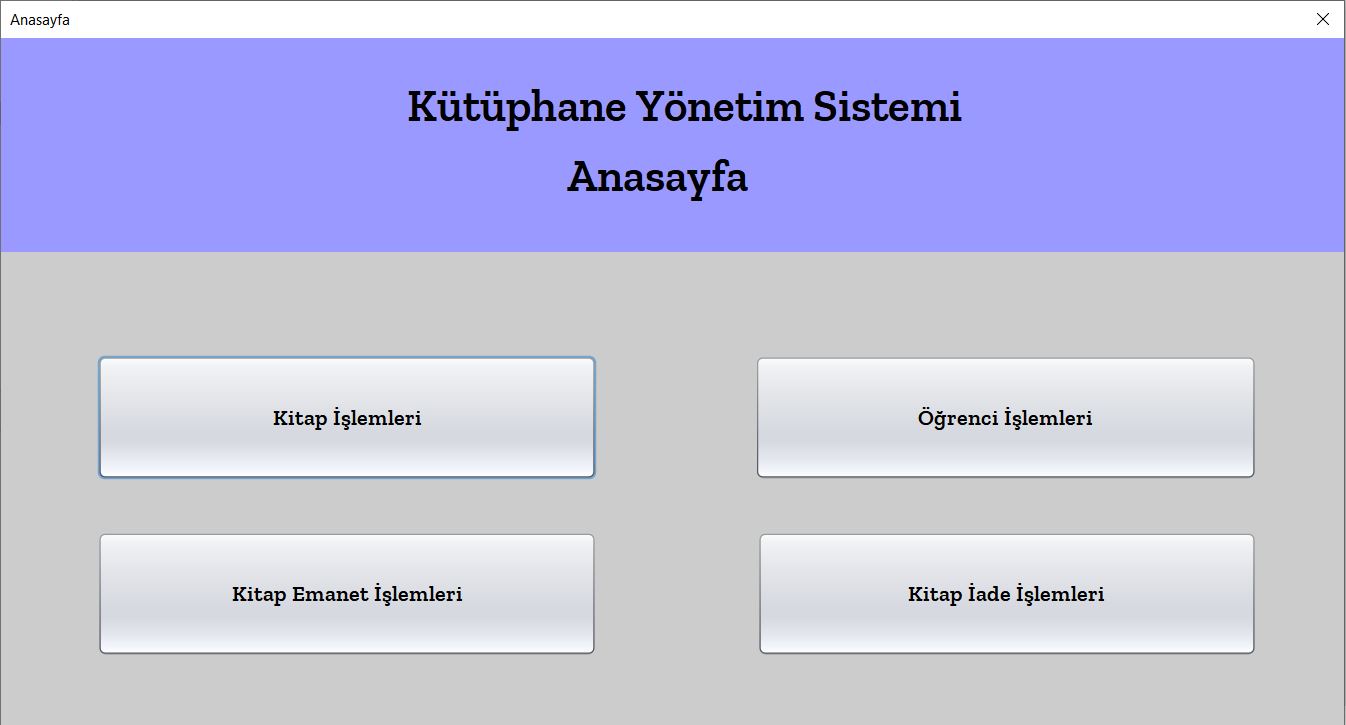 Anasayfa
Kütüphane Yönetim Sistemi
Anasayfa
Kitap İşlemleri
Öğrenci İşlemleri
Kitap Emanet İşlemleri
Kitap İade İşlemleri